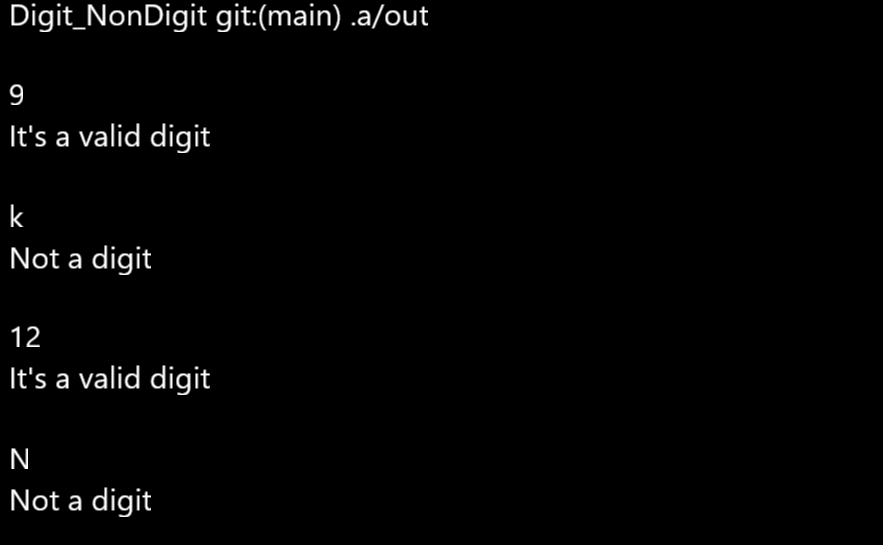 Digit_NonDigit git:(main) .a/out
9
It's a valid digit
k
Not a digit
12
It's a valid digit
N
Not a digit